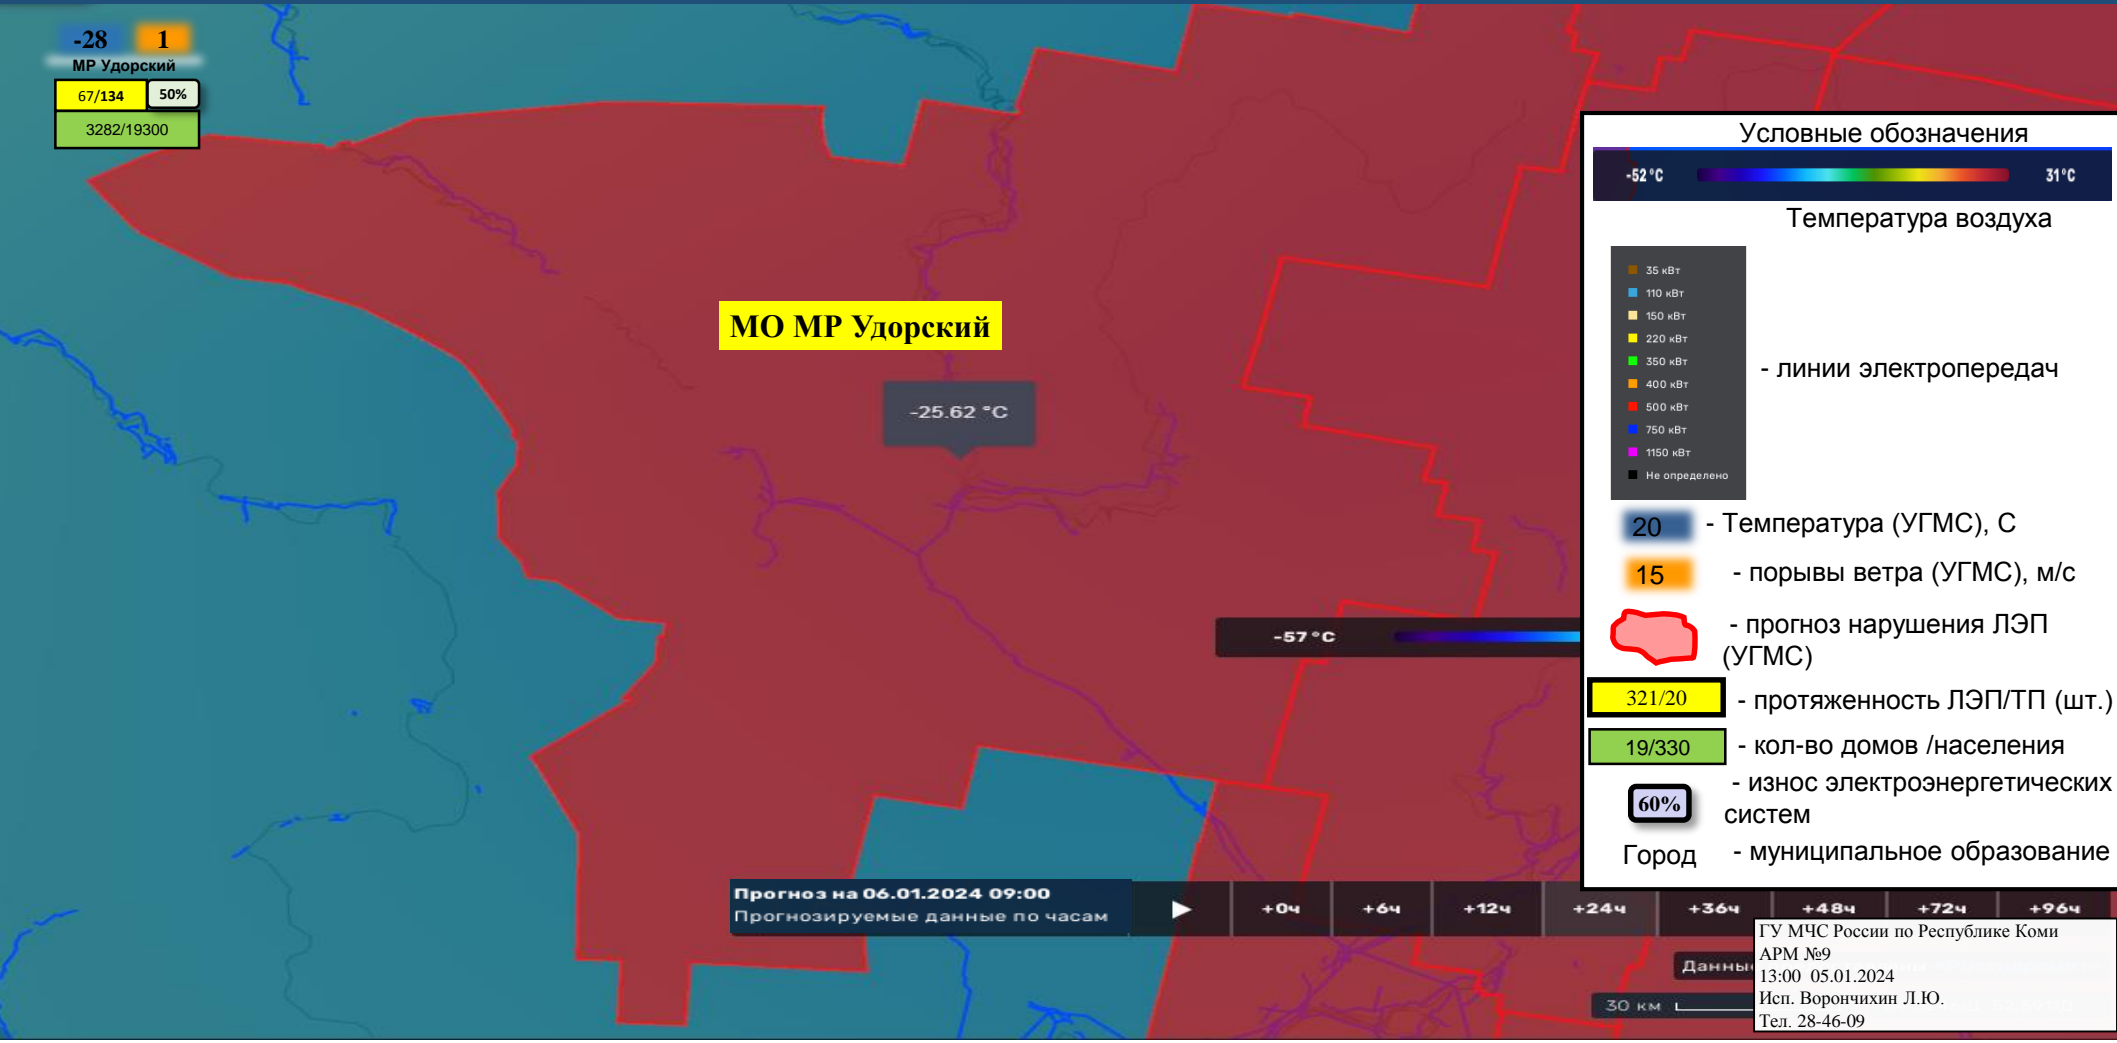 -28 1
МР Удорский
67/134 50%
3282/19300
МО МР Удорский
-25.62 °C
-57°C
Условные обозначения
-52°C 31°C
Температура воздуха
35 кВт
110 кВт
150 кВт
220 кВт
350 кВт
400 кВт
500 кВт
750 кВт
1150 кВт
Не определено
- линии электропередач
20 - Температура (УГМС), С
15 - порывы ветра (УГМС), м/с
- прогноз нарушения ЛЭП
(УГМС)
321/20 - протяженность ЛЭП/ТП (шт.)
19/330 - кол-во домов /населения
- износ электроэнергетических
60% систем
Город - муниципальное образование
Прогноз на 06.01.2024 09:00
Прогнозируемые данные по часам
+0ч +6ч +12ч +24ч +36ч +48ч +72ч +96ч
Данны
30 км
ГУ МЧС России по Республике Коми
АРМ №9
13:00 05.01.2024
Исп. Ворончихин Л.Ю.
Тел. 28-46-09